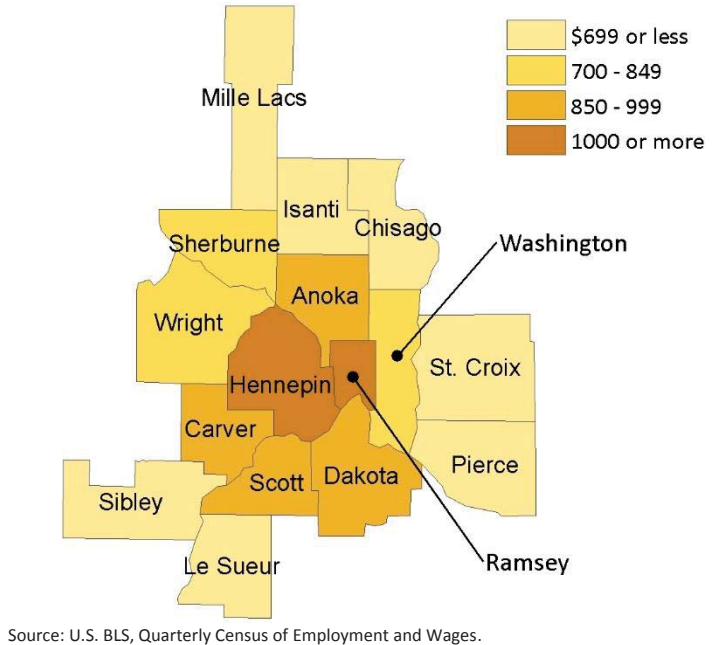 $699 or less
700 - 849
850 - 999
1000 or more
Mille Lacs
Isanti
Chisago
Sherburne
Washington
Anoka
Wright
St. Croix
Hennepin
Carver
Pierce
Scott
Dakota
Sibley
Le Sueur
Ramsey
Source: U.S. BLS, Quarterly Census of Employment and Wages.